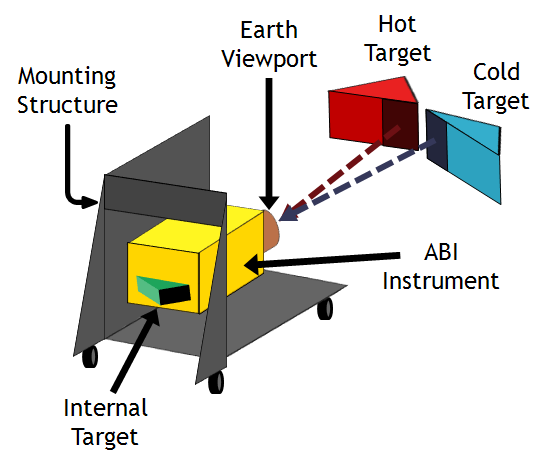 Earth
Viewport
Hot
Target
Cold
Target
Mounting
Structure
ABI
Instrument
Internal
Target